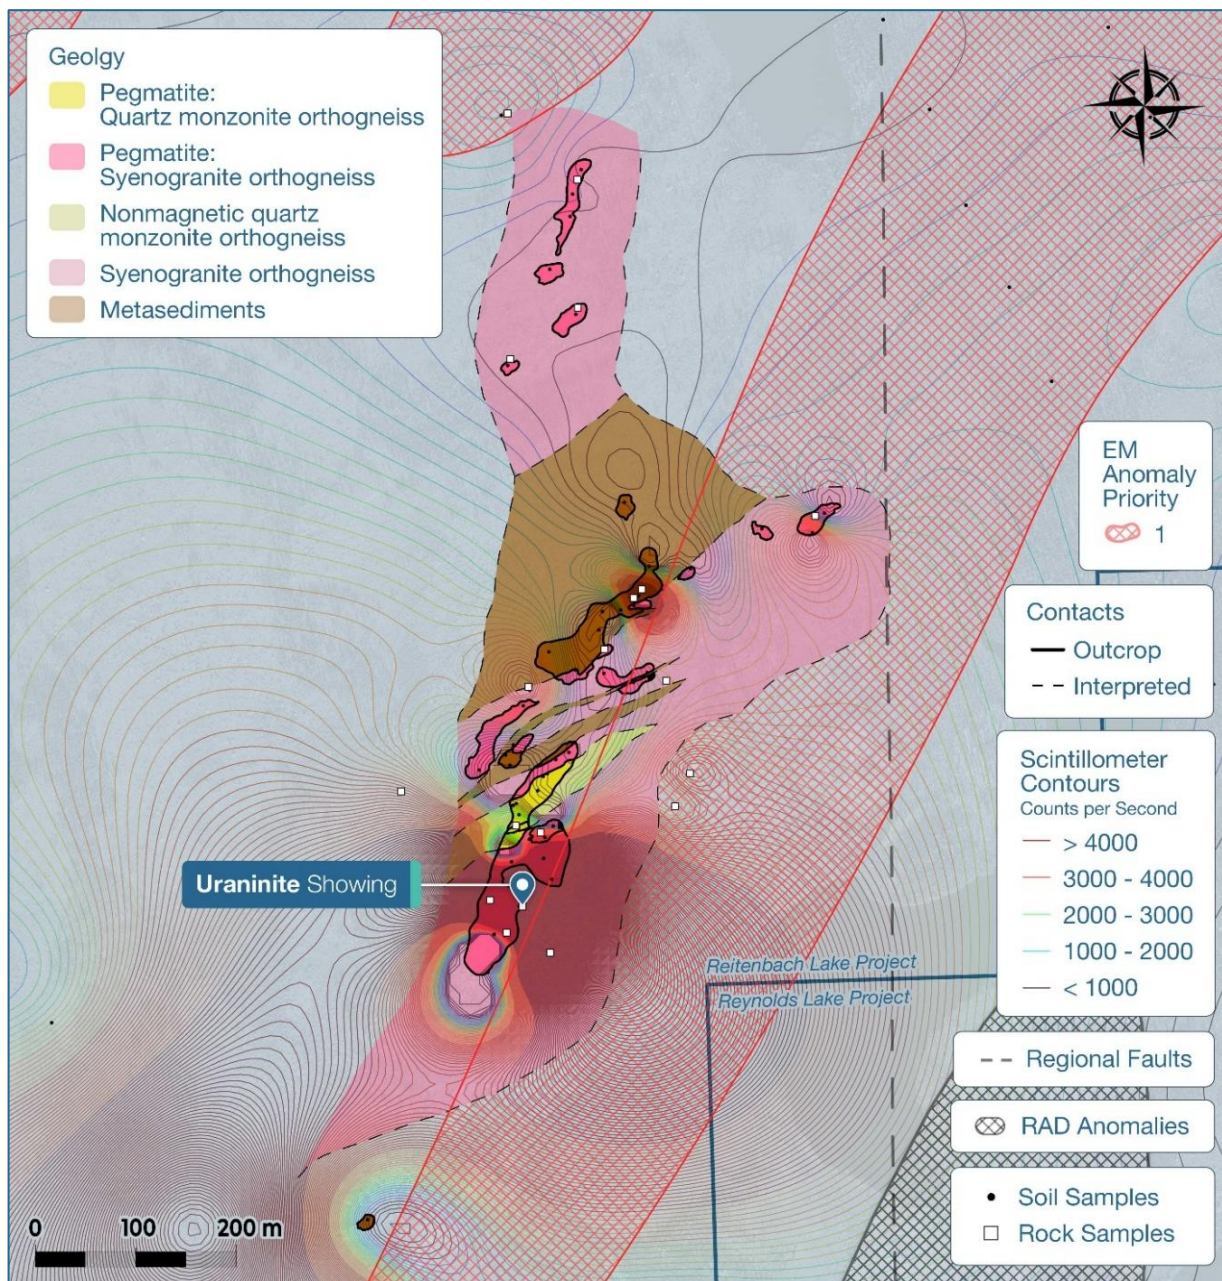 Geolgy
Pegmatite:
Quartz monzonite orthogneiss
Pegmatite:
Syenogranite orthogneiss
Nonmagnetic quartz
monzonite orthogneiss
Syenogranite orthogneiss
Metasediments
EM
Anomaly
Priority
1
Contacts
Outcrop
Interpreted
Scintillometer
Contours
Counts per Second
> 4000
3000 - 4000
2000 - 3000
1000 - 2000
< 1000
Uraninite Showing
Reitenbach Lake Project
Reynolds Lake Project
Regional Faults
RAD Anomalies
Soil Samples
Rock Samples
0 100 200 m